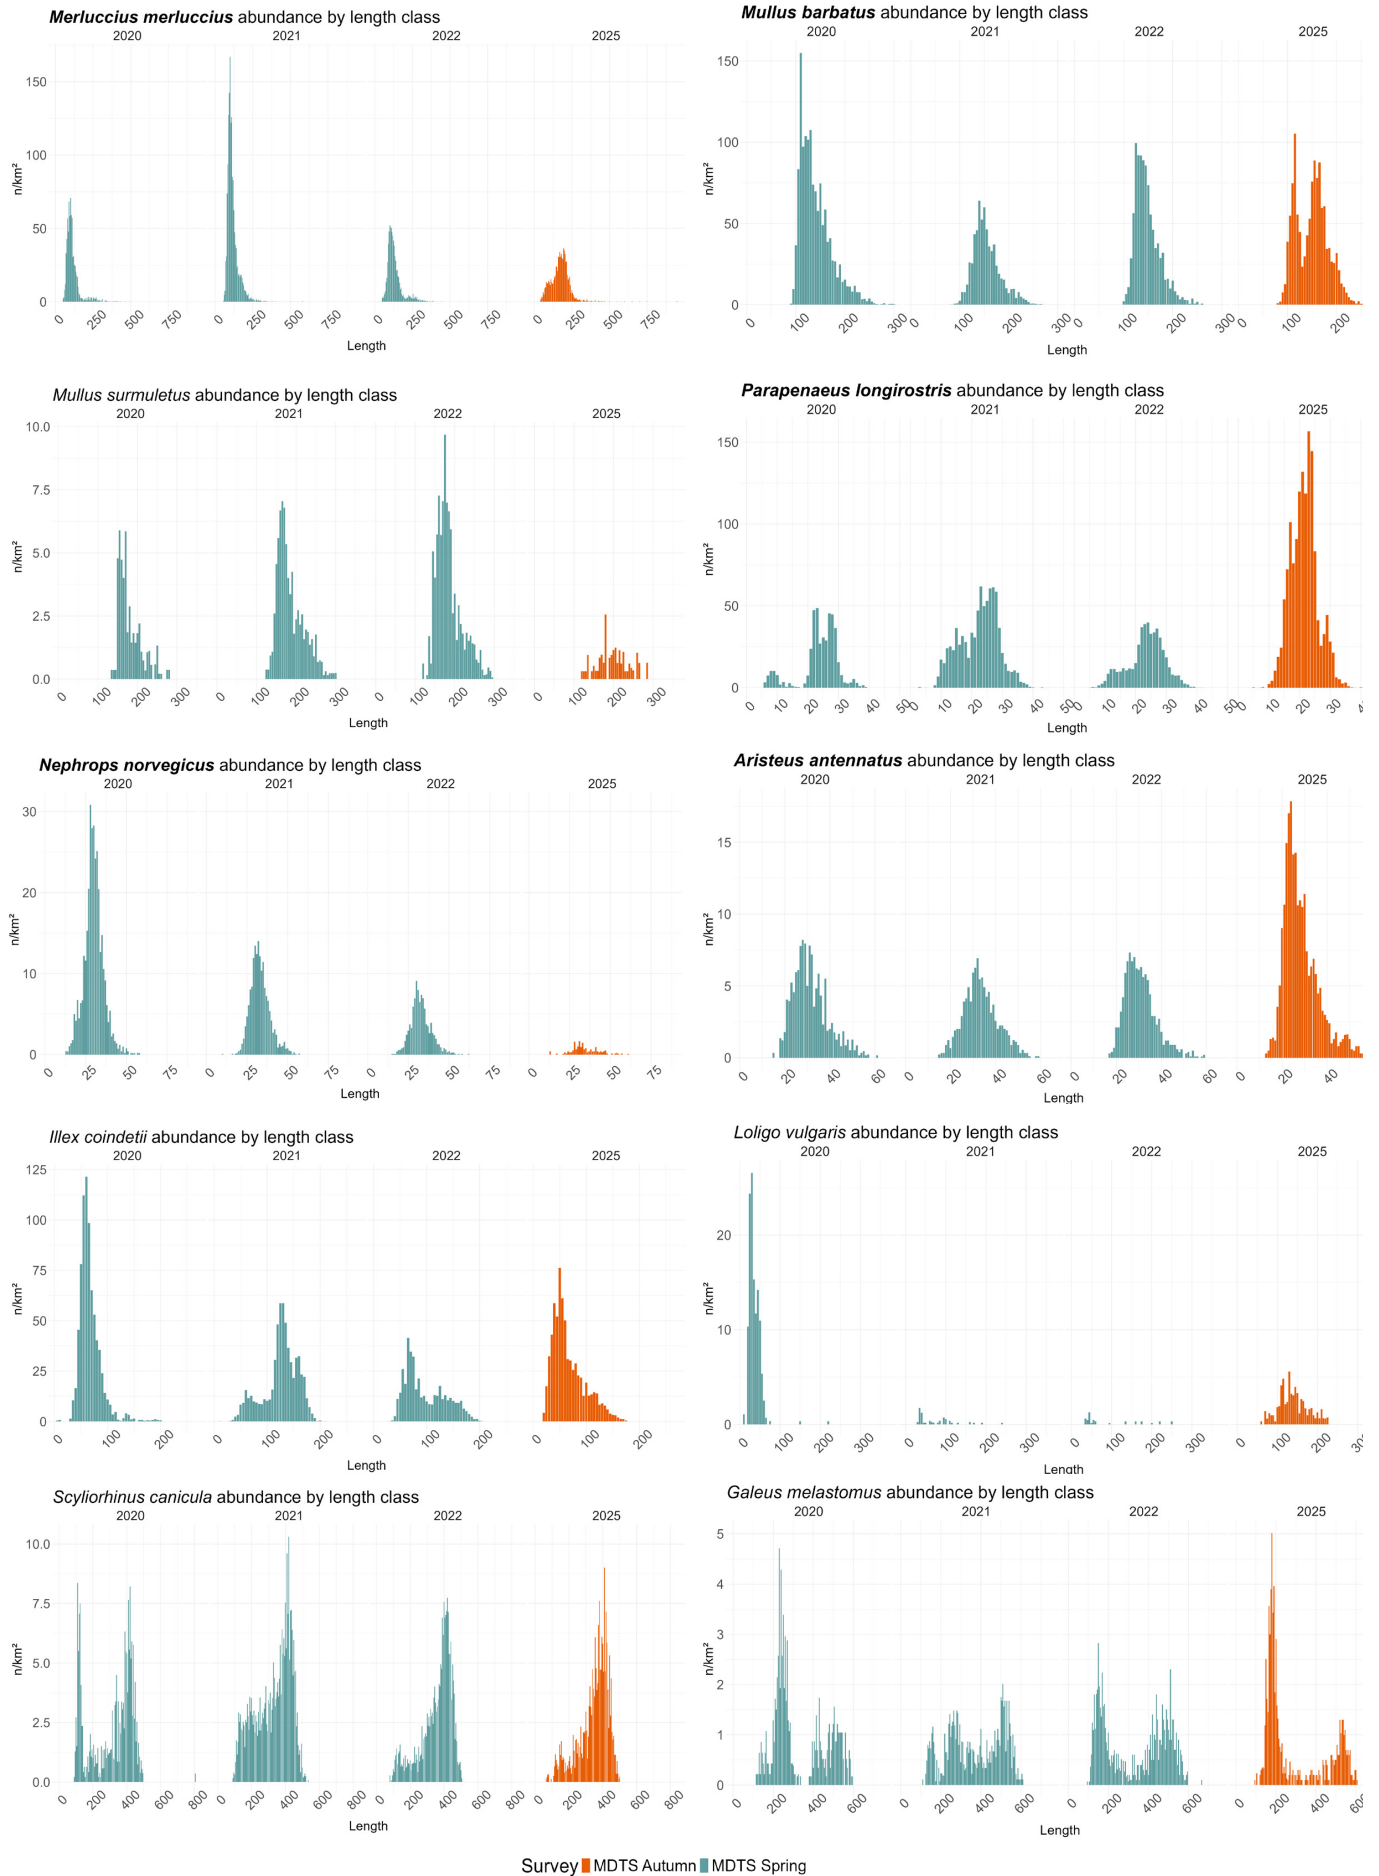 Merluccius merluccius abundance by length class
2020 2021 2022 2025
150
100
50
0
n/km²
0 250 500 750 0 250 500 750 0 250 500 750 0 250 500 750
Length
Mullus barbatus abundance by length class
2020 2021 2022 2025
150
100
50
0
n/km²
0 100 200 300 0 100 200 300 0 100 200 300 0 100 200
Length
Mullus surmuletus abundance by length class
2020 2021 2022 2025
10.0
7.5
5.0
2.5
0.0
n/km²
0 100 200 300 0 100 200 300 0 100 200 300 0 100 200 300
Length
Parapenaeus longirostris abundance by length class
2020 2021 2022 2025
150
100
50
0
n/km²
0 10 20 30 40 50 0 10 20 30 40 50 0 10 20 30 40 50 0 10 20 30
Length
Nephrops norvegicus abundance by length class
2020 2021 2022 2025
30
20
10
0
n/km²
0 25 50 75 0 25 50 75 0 25 50 75 0 25 50 75
Length
Aristeus antennatus abundance by length class
2020 2021 2022 2025
15
10
5
0
n/km²
0 20 40 60 0 20 40 60 0 20 40 60 0 20 40
Length
Illex coindetii abundance by length class
2020 2021 2022 2025
125
100
75
50
25
0
n/km²
0 100 200 0 100 200 0 100 200 0 100 200
Length
Loligo vulgaris abundance by length class
2020 2021 2022 2025
20
10
0
n/km²
0 100 200 300 0 100 200 300 0 100 200 300 0 100 200
Length
Scyliorhinus canicula abundance by length class
2020 2021 2022 2025
10.0
7.5
5.0
2.5
0.0
n/km²
0 200 400 600 800 0 200 400 600 800 0 200 400 600 800 0 200 400 600 800
Length
Galeus melastomus abundance by length class
2020 2021 2022 2025
5
4
3
2
1
0
n/km²
0 200 400 600 0 200 400 600 0 200 400 600 0 200 400
Length
Survey MDTS Autumn MDTS Spring